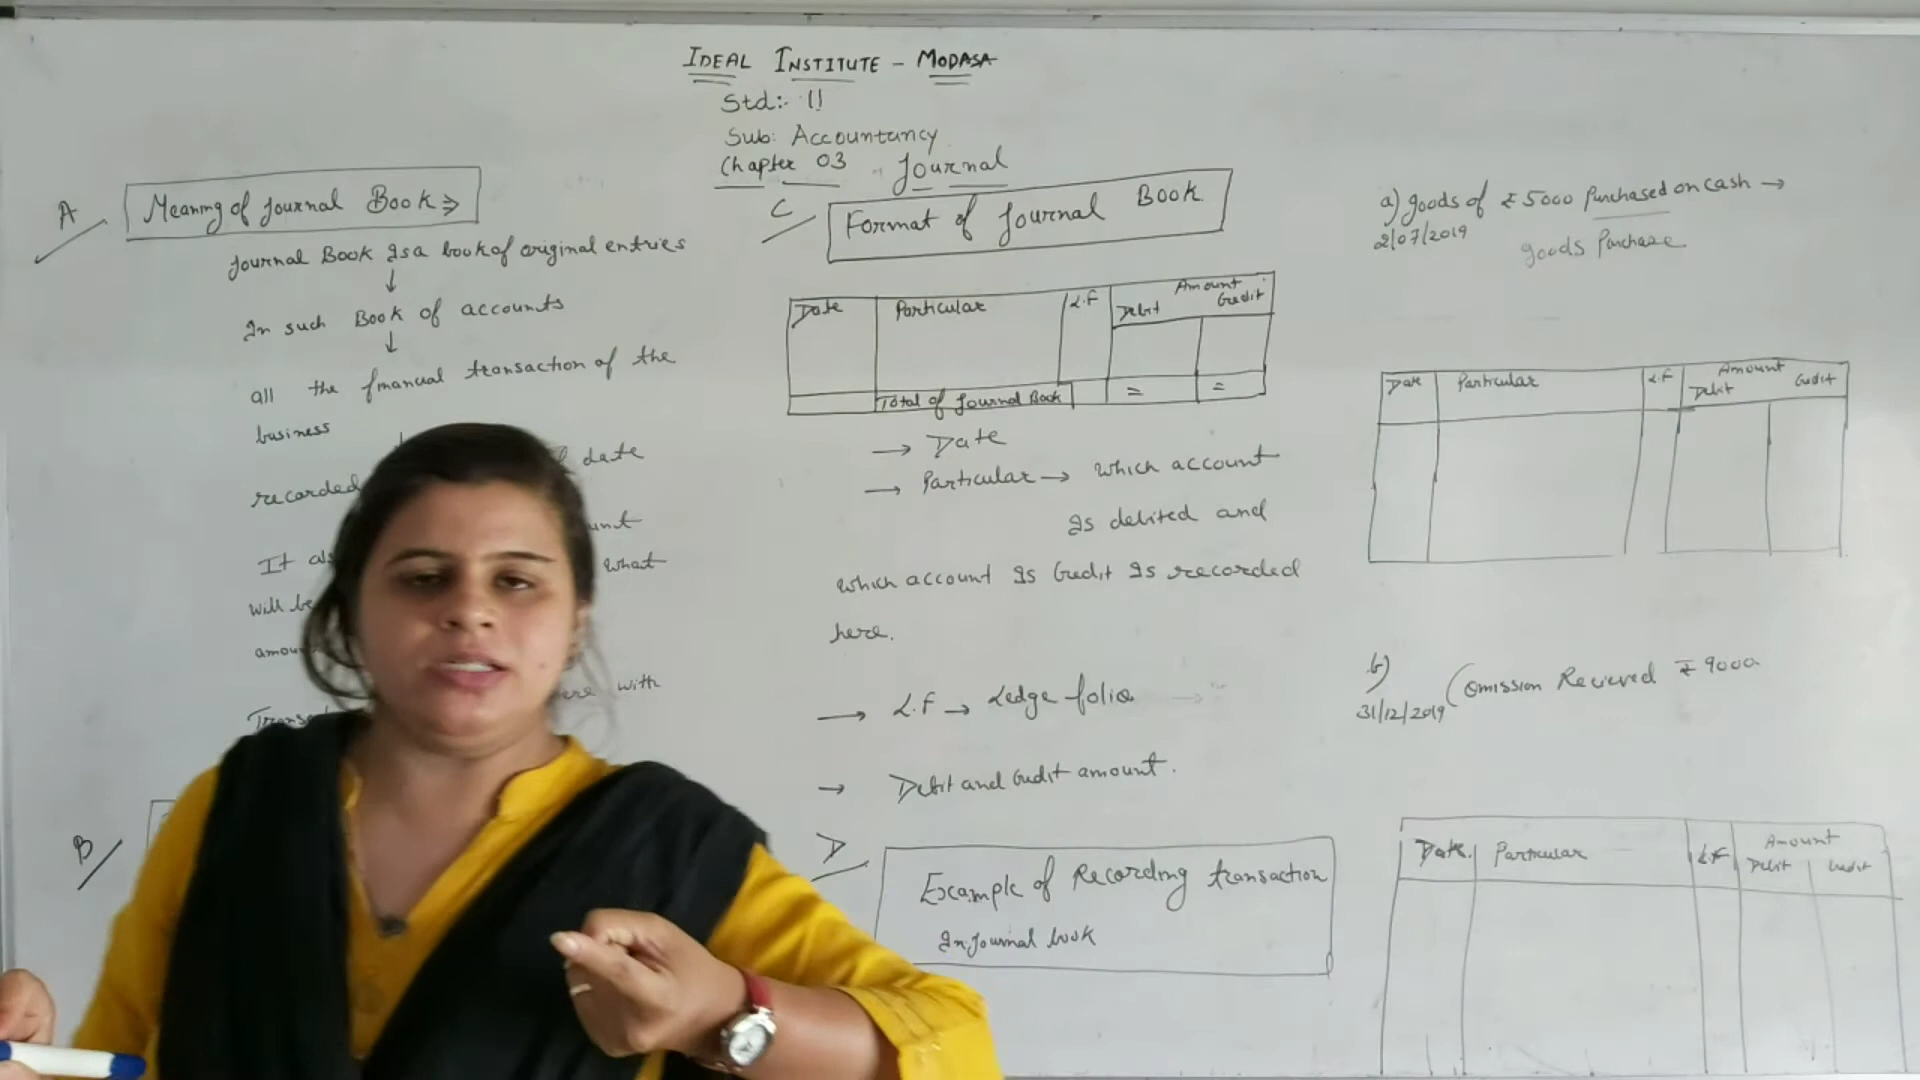 IDEAL INSTITUTE - MODASA
Std:- 11
Sub: Accountancy
Chapter 03 - Journal
A
Meaning of Journal Book ⇒
Journal Book Is a book of original entries
↓
In such Book of accounts
↓
all the financial transaction of the
business
recorded date
It
will be what
with
B
C
Format of Journal Book
Date Particular L.F Amount
Debit Credit
Total of Journal Book = =
→ Date
→ Particular → which account
Is debited and
which account Is Credit Is recorded
here.
→ L.F → Ledge folio
→ Debit and Credit amount.
D
Example of Recording transaction
In Journal book
a) goods of ₹ 5000 Purchased on cash →
2/07/2019
goods Purchase
Date Particular L.F Amount
Debit Credit
b)
Comission Recieved ₹ 9000
31/12/2019
Date Particular L.F Amount
Debit Credit